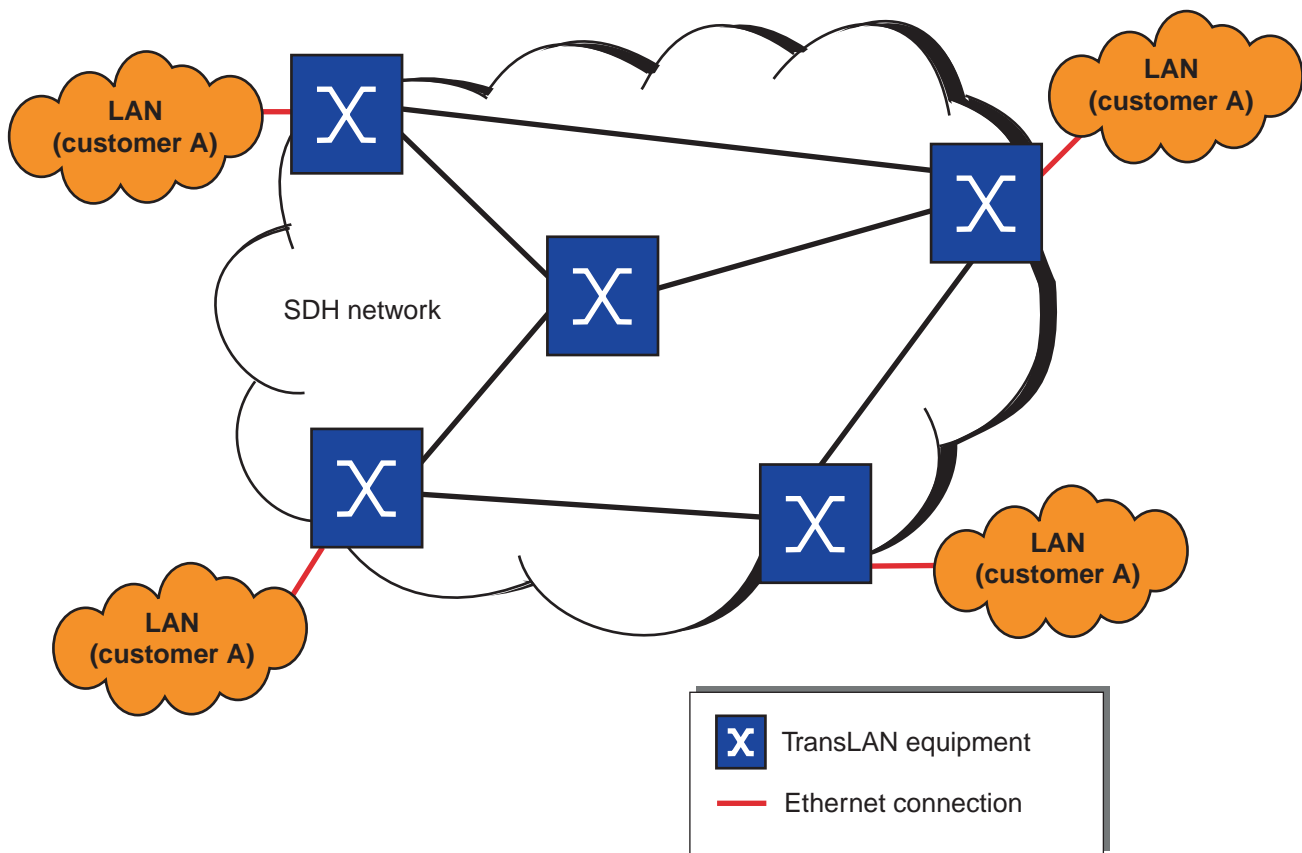 LAN
(customer A)
LAN
(customer A)
SDH network
LAN
(customer A)
LAN
(customer A)
TransLAN equipment
Ethernet connection